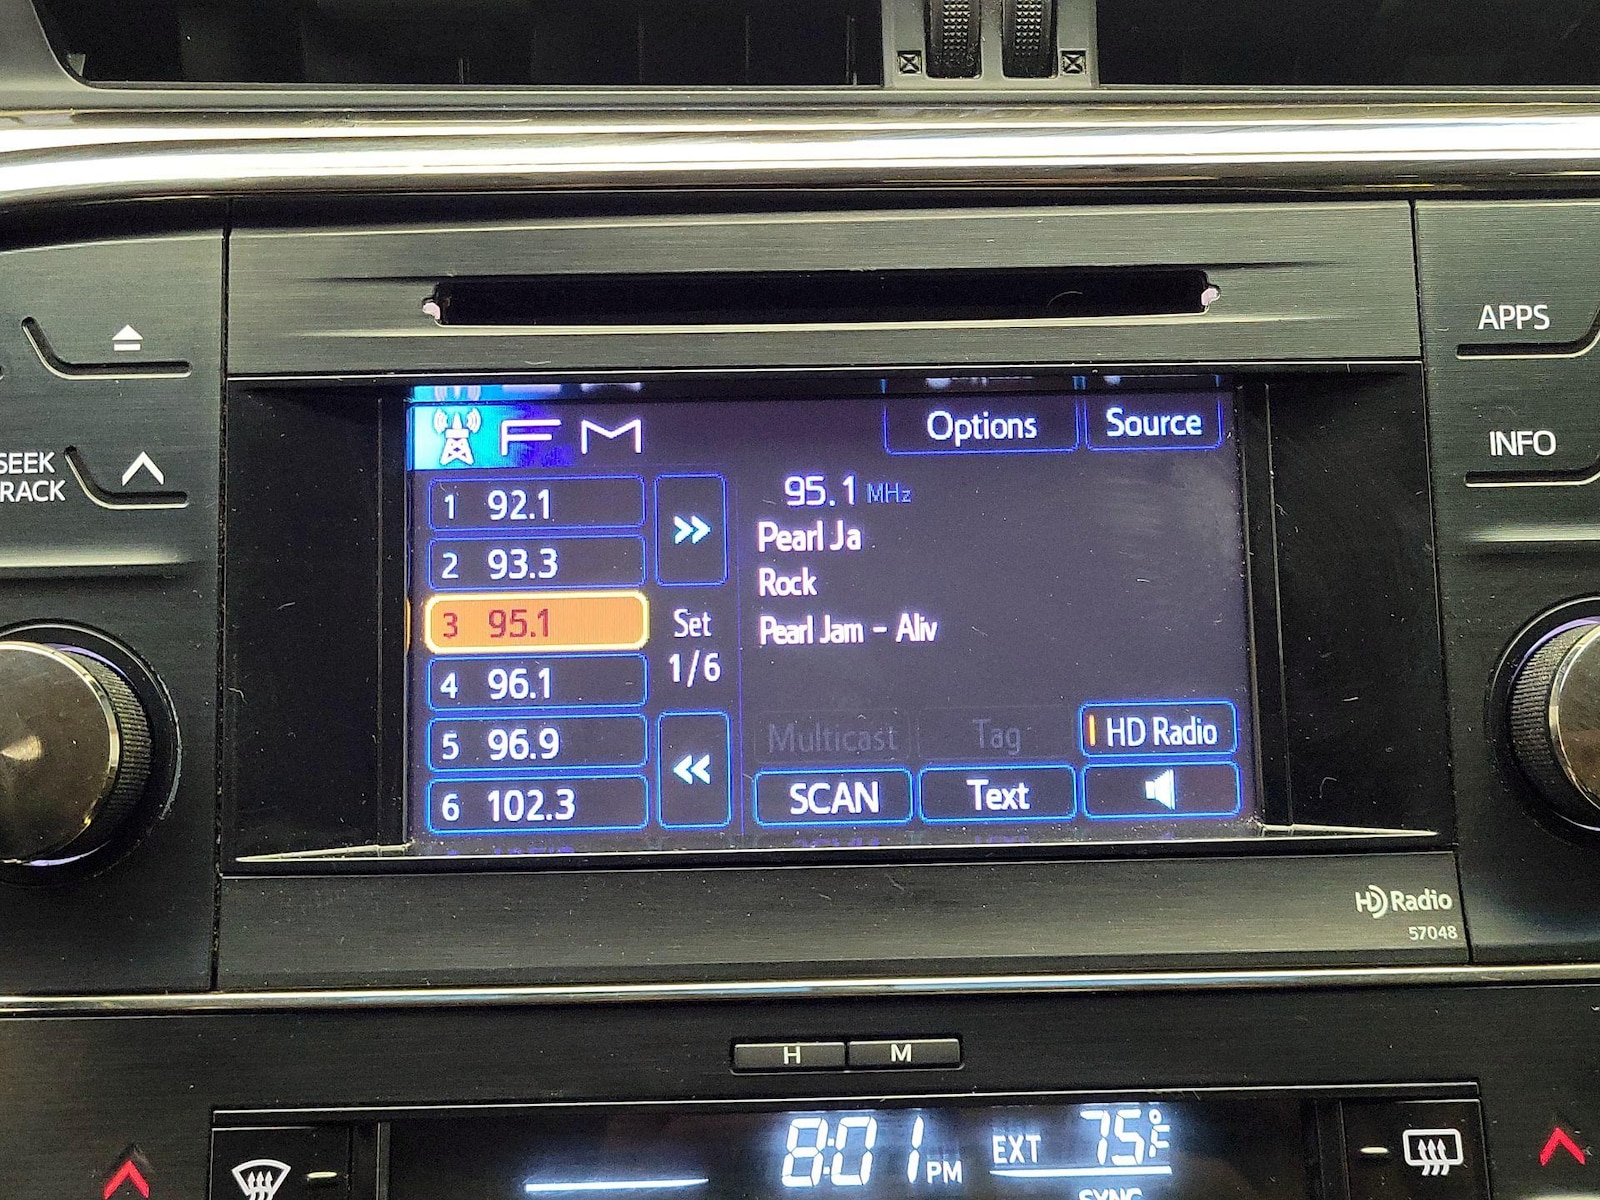 APPS
SEEK
RACK
INFO
FM
Options
Source
1 92.1
2 93.3
3 95.1
4 96.1
5 96.9
6 102.3
Set
1/6
95.1 MHz
Pearl Ja
Rock
Pearl Jam - Aliv
Multicast
Tag
HD Radio
SCAN
Text
HD Radio
57048
H
M
8:01 PM
EXT 75°F
SYNC